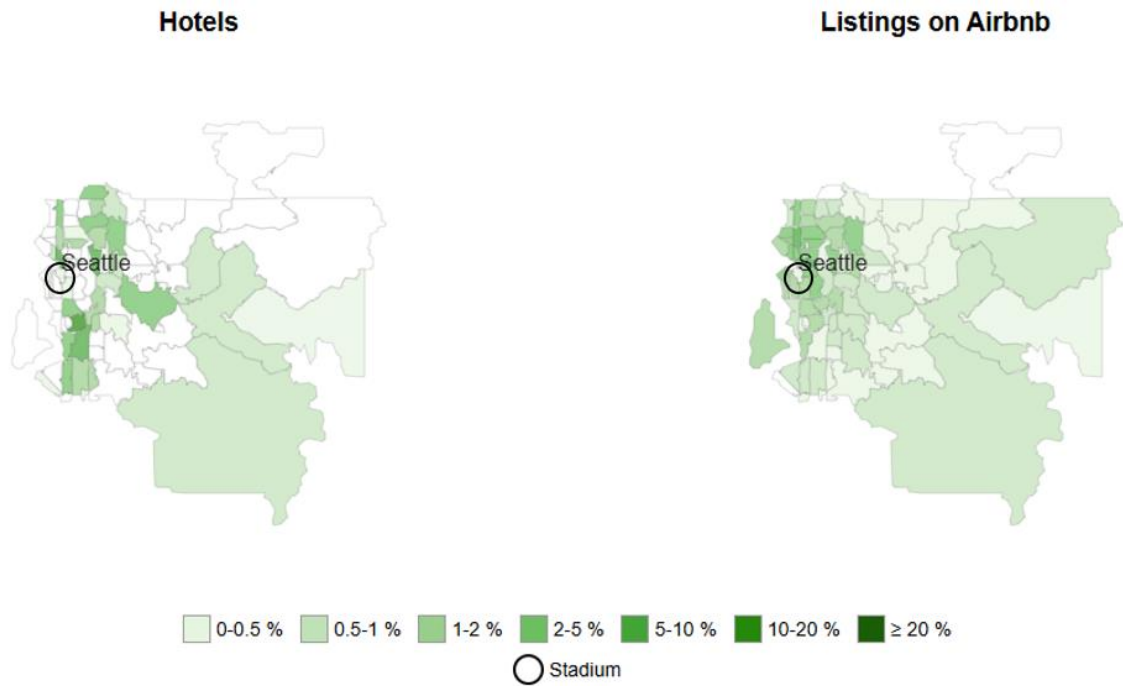 Hotels
Listings on Airbnb
Seattle
Seattle
0-0.5 %
0.5-1 %
1-2 %
2-5 %
5-10 %
10-20 %
≥ 20 %
Stadium